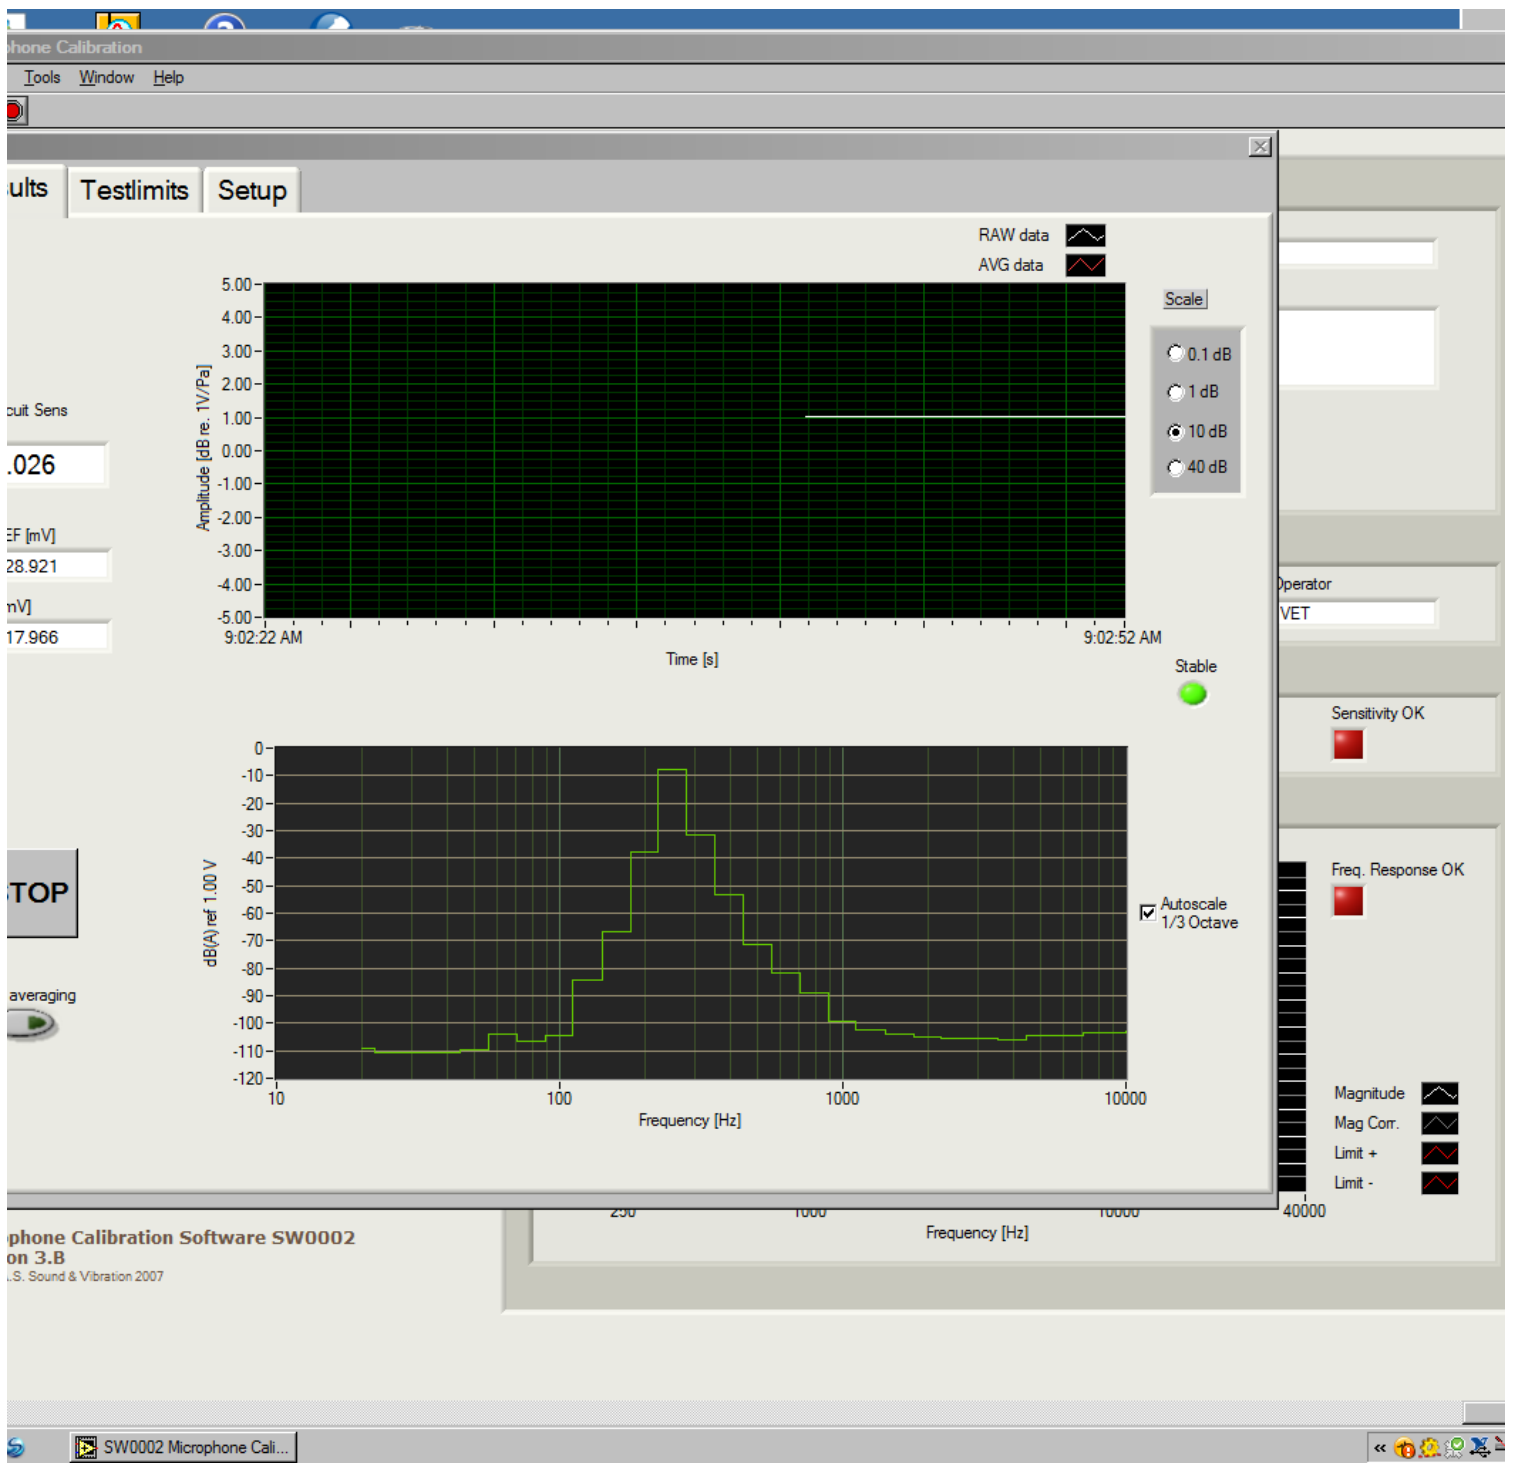 phone Calibration
Tools Window Help
ults Testlimits Setup
RAW data
AVG data
5.00
4.00
3.00
2.00
1.00
0.00
-1.00
-2.00
-3.00
-4.00
-5.00
Amplitude [dB re. 1V/Pa]
9:02:22 AM
9:02:52 AM
Time [s]
Scale
0.1 dB
1 dB
10 dB
40 dB
cuit Sens
.026
EF [mV]
28.921
mV]
17.966
Stable
Operator
VET
Sensitivity OK
0
-10
-20
-30
-40
-50
-60
-70
-80
-90
-100
-110
-120
dB(A) ref 1.00 V
10
100
1000
10000
Frequency [Hz]
TOP
averaging
Autoscale
1/3 Octave
Freq. Response OK
Magnitude
Mag Corr.
Limit +
Limit -
250
1000
10000
40000
Frequency [Hz]
phone Calibration Software SW0002
on 3.B
.S. Sound & Vibration 2007
SW0002 Microphone Cali...
«